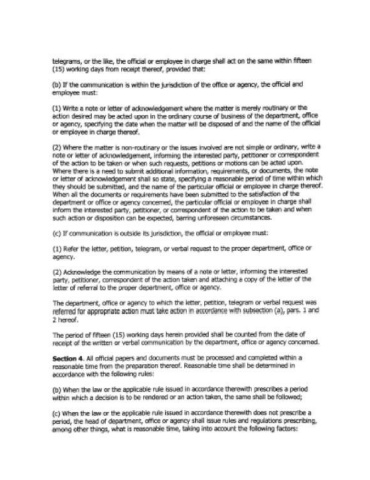 telegrams, or the like, the official or employee in charge shall act on the same within fifteen
(15) working days from receipt thereof, provided that:
(b) If the communication is within the jurisdiction of the office or agency, the official and
employee must:
(1) Write a note or letter of acknowledgement where the matter is merely routinary or the
action desired may be acted upon in the ordinary course of business of the department, office
or agency, specifying the date when the matter will be disposed of and the name of the official
or employee in charge thereof.
(2) Where the matter is non-routinary or the issues involved are not simple or ordinary, write a
note or letter of acknowledgement, informing the interested party, petitioner or correspondent
of the action to be taken or when such requests, petitions or motions can be acted upon.
Where there is a need to submit additional information, requirements, or documents, the note
or letter of acknowledgement shall so state, specifying a reasonable period of time within which
they should be submitted, and the name of the particular official or employee in charge thereof.
When all the documents or requirements have been submitted to the satisfaction of the
department or office or agency concerned, the particular official or employee in charge shall
inform the interested party, petitioner, or correspondent of the action to be taken and when
such action or disposition can be expected, barring unforeseen circumstances.
(c) If communication is outside its jurisdiction, the official or employee must:
(1) Refer the letter, petition, telegram, or verbal request to the proper department, office or
agency.
(2) Acknowledge the communication by means of a note or letter, informing the interested
party, petitioner, correspondent of the action taken and attaching a copy of the letter of the
letter of referral to the proper department, office or agency.
The department, office or agency to which the letter, petition, telegram or verbal request was
referred for appropriate action must take action in accordance with subsection (a), pars. 1 and
2 hereof.
The period of fifteen (15) working days herein provided shall be counted from the date of
receipt of the written or verbal communication by the department, office or agency concerned.
Section 4. All official papers and documents must be processed and completed within a
reasonable time from the preparation thereof. Reasonable time shall be determined in
accordance with the following rules:
(b) When the law or the applicable rule issued in accordance therewith prescribes a period
within which a decision is to be rendered or an action taken, the same shall be followed;
(c) When the law or the applicable rule issued in accordance therewith does not prescribe a
period, the head of department, office or agency shall issue rules and regulations prescribing,
among other things, what is reasonable time, taking into account the following factors: